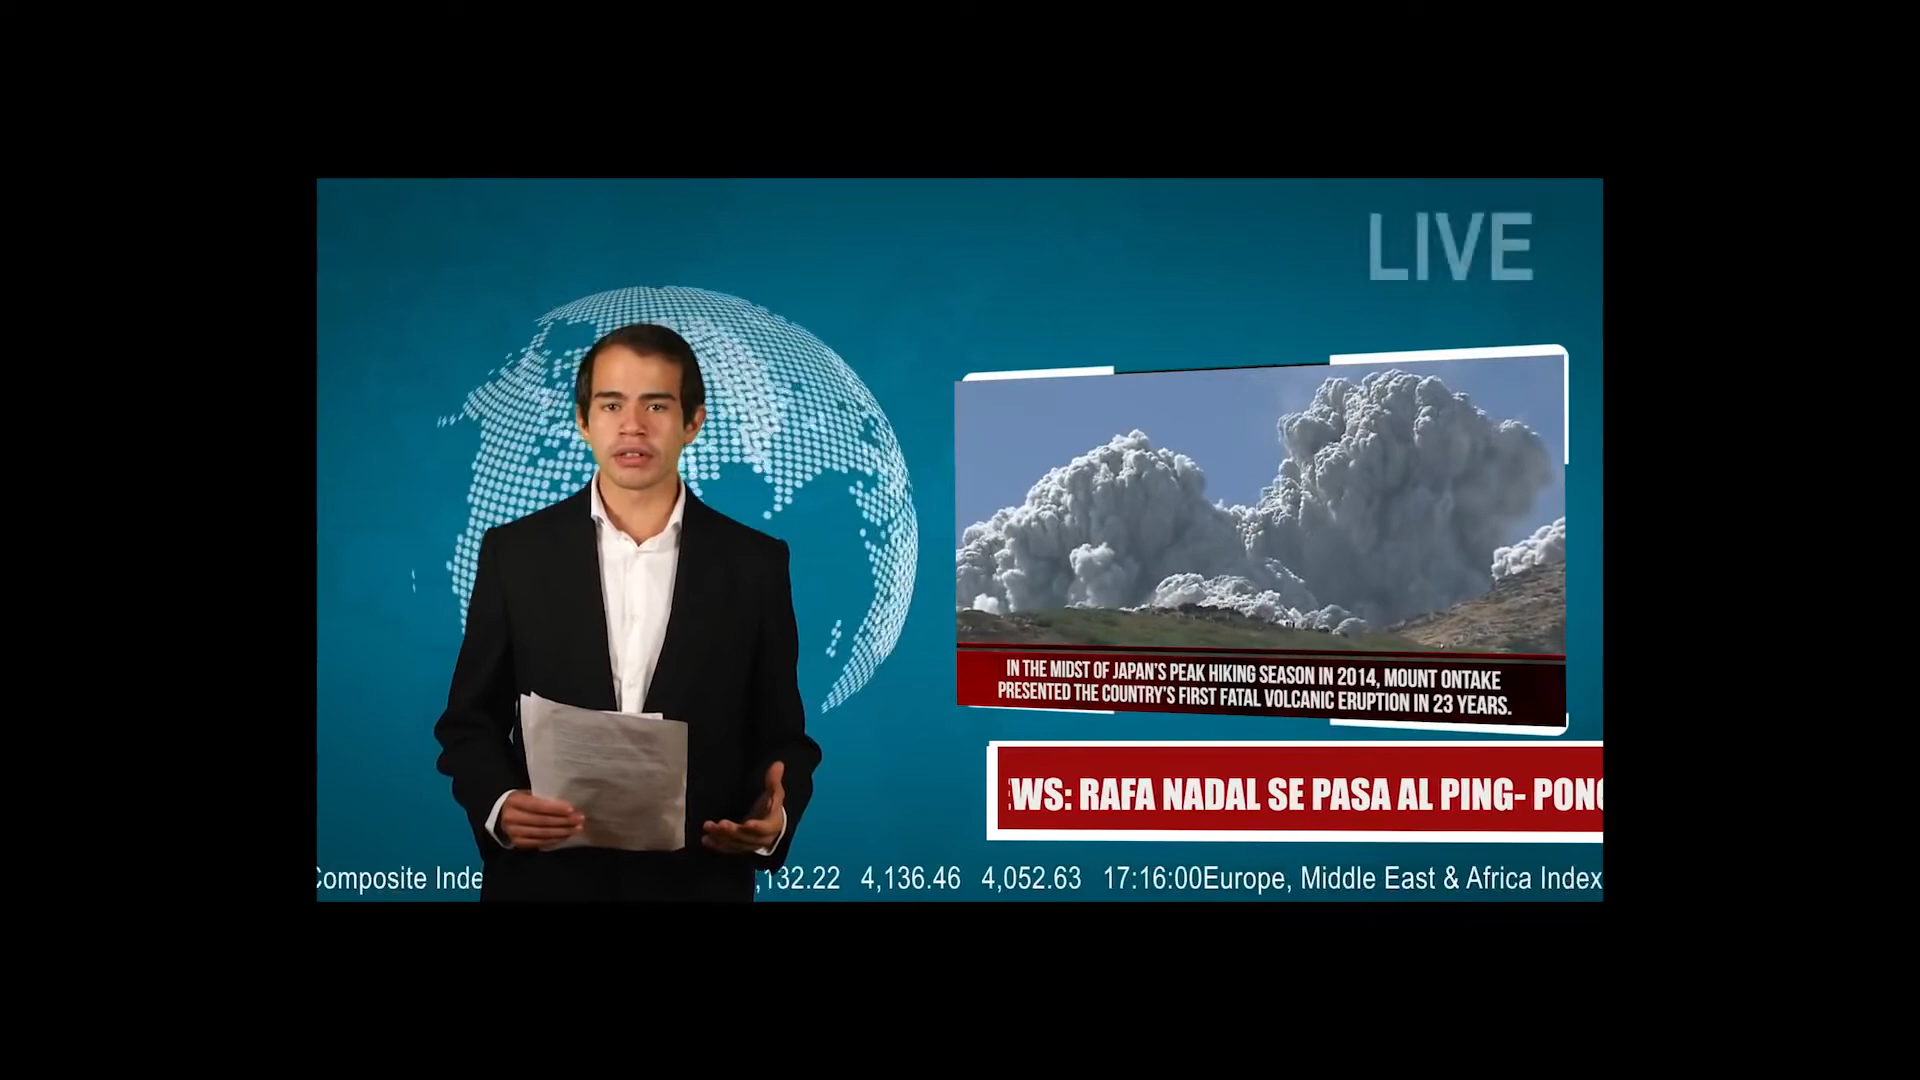 LIVE
IN THE MIDST OF JAPAN'S PEAK HIKING SEASON IN 2014, MOUNT ONTAKE
PRESENTED THE COUNTRY'S FIRST FATAL VOLCANIC ERUPTION IN 23 YEARS.
WS: RAFA NADAL SE PASA AL PING- PONG
Composite Inde ,132.22 4,136.46 4,052.63 17:16:00Europe, Middle East & Africa Index